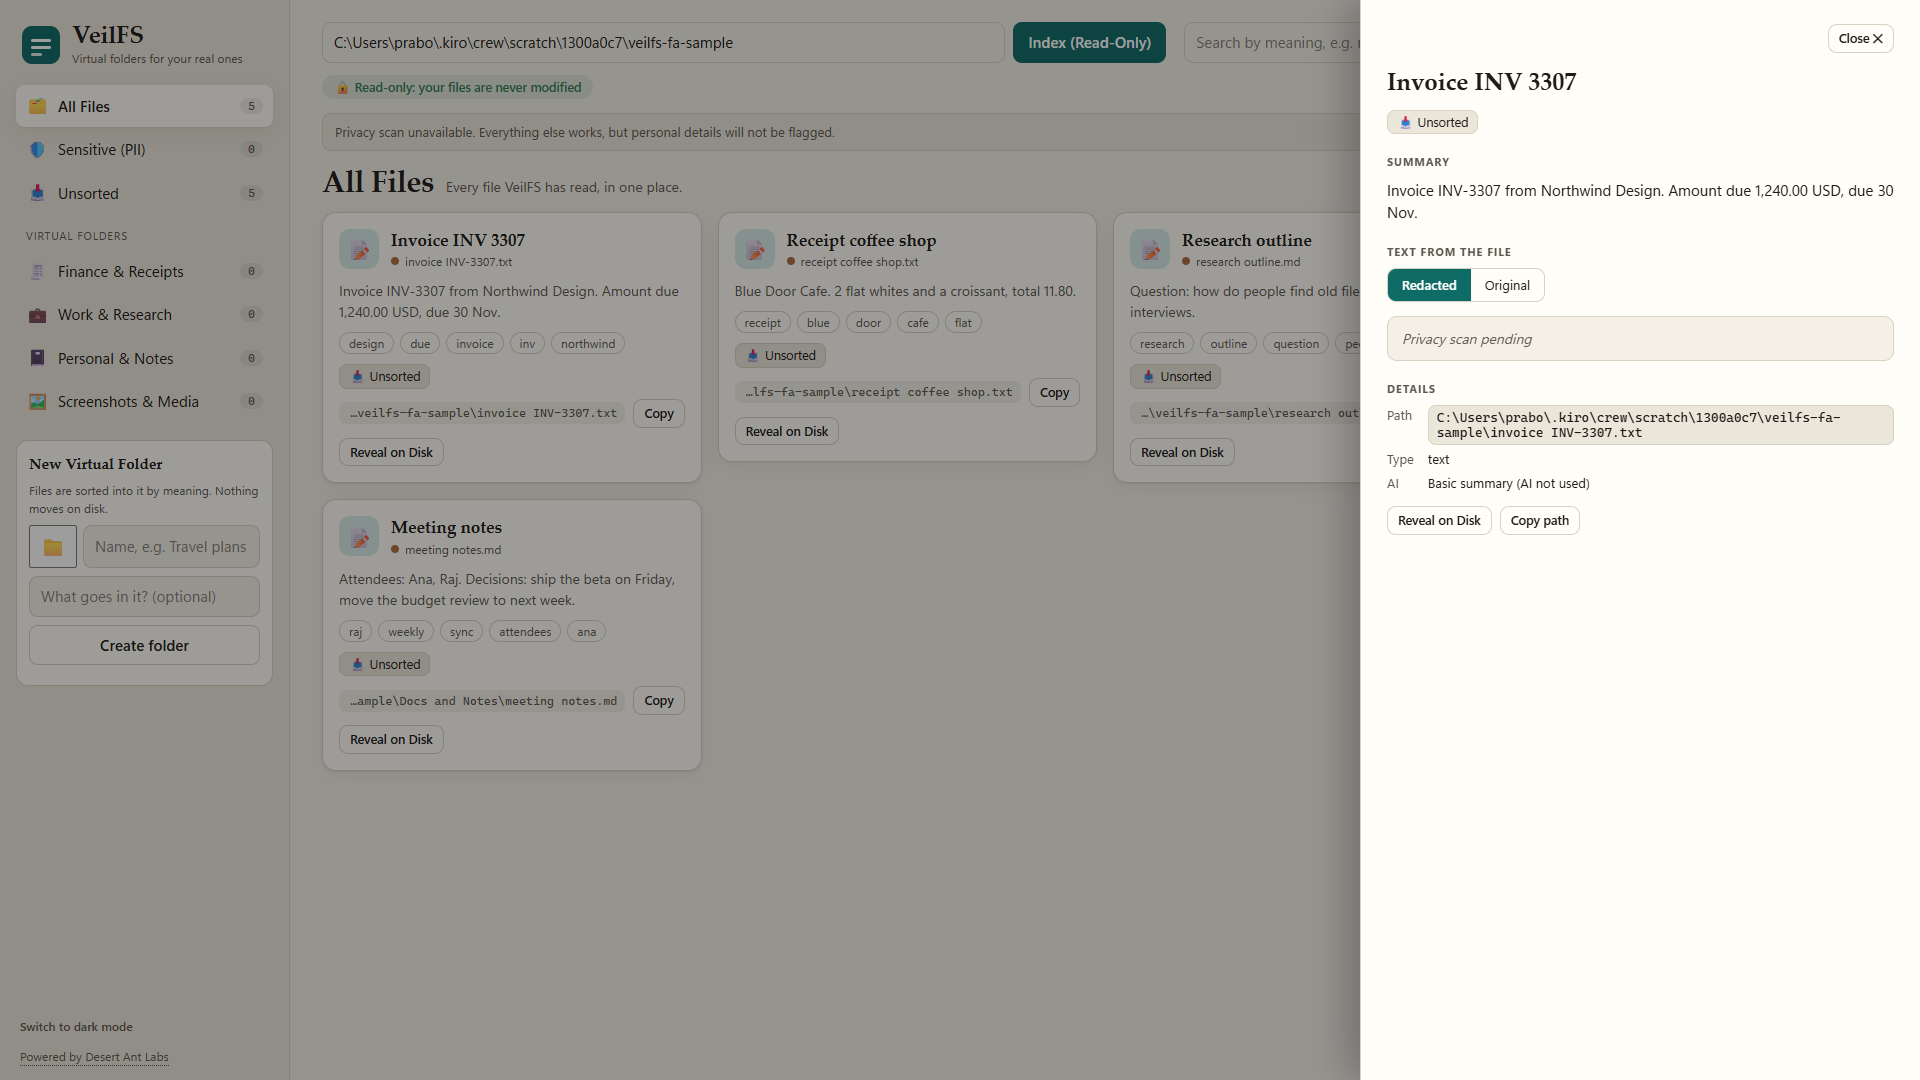 VeilFS
Virtual folders for your real ones
All Files 5
Sensitive (PII) 0
Unsorted 5
VIRTUAL FOLDERS
Finance & Receipts 0
Work & Research 0
Personal & Notes 0
Screenshots & Media 0
New Virtual Folder
Files are sorted into it by meaning. Nothing
moves on disk.
Name, e.g. Travel plans
What goes in it? (optional)
Create folder
Switch to dark mode
Powered by Desert Ant Labs
C:\Users\prabo\.kiro\crew\scratch\1300a0c7\veilfs-fa-sample
Index (Read-Only)
Search by meaning, e.g.
Read-only: your files are never modified
Privacy scan unavailable. Everything else works, but personal details will not be flagged.
All Files Every file VeilFS has read, in one place.
Invoice INV 3307
invoice INV-3307.txt
Invoice INV-3307 from Northwind Design. Amount due
1,240.00 USD, due 30 Nov.
design due invoice inv northwind
Unsorted
…veilfs-fa-sample\invoice INV-3307.txt Copy
Reveal on Disk
Receipt coffee shop
receipt coffee shop.txt
Blue Door Cafe. 2 flat whites and a croissant, total 11.80.
receipt blue door cafe flat
Unsorted
…lfs-fa-sample\receipt coffee shop.txt Copy
Reveal on Disk
Research outline
research outline.md
Question: how do people find old file
interviews.
research outline question pe
Unsorted
…\veilfs-fa-sample\research out
Reveal on Disk
Meeting notes
meeting notes.md
Attendees: Ana, Raj. Decisions: ship the beta on Friday,
move the budget review to next week.
raj weekly sync attendees ana
Unsorted
…ample\Docs and Notes\meeting notes.md Copy
Reveal on Disk
Close ✕
Invoice INV 3307
Unsorted
SUMMARY
Invoice INV-3307 from Northwind Design. Amount due 1,240.00 USD, due 30
Nov.
TEXT FROM THE FILE
Redacted Original
Privacy scan pending
DETAILS
Path C:\Users\prabo\.kiro\crew\scratch\1300a0c7\veilfs-fa-
sample\invoice INV-3307.txt
Type text
AI Basic summary (AI not used)
Reveal on Disk Copy path